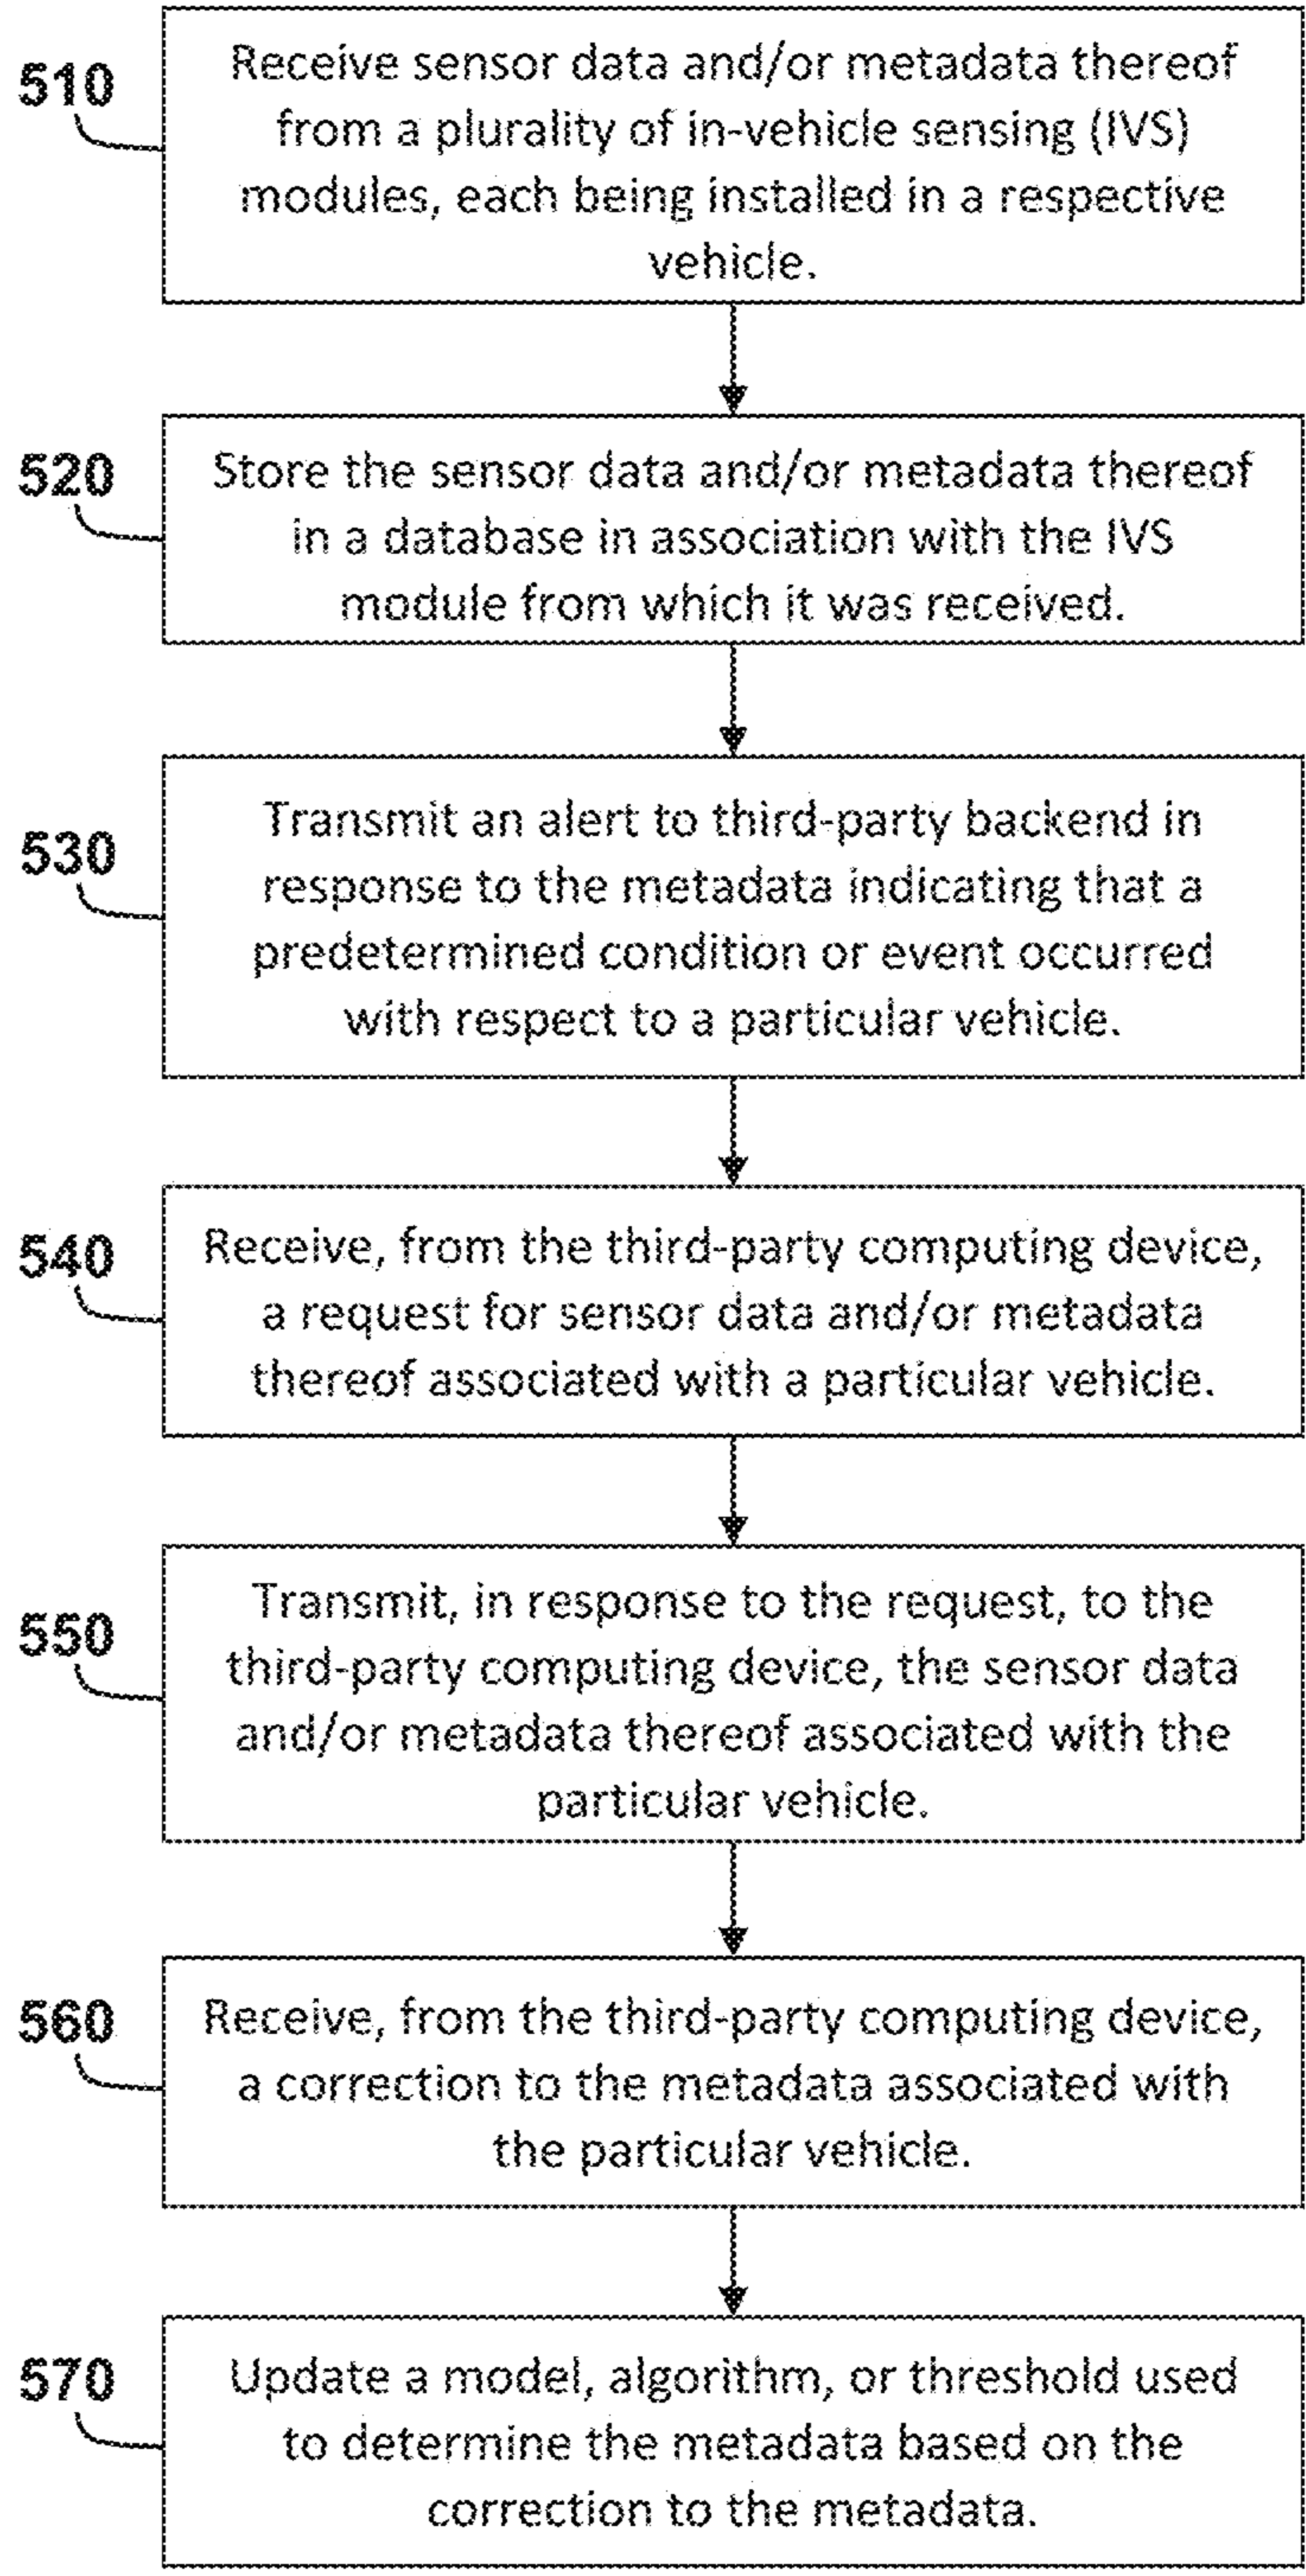 510
Receive sensor data and/or metadata thereof
from a plurality of in-vehicle sensing (IVS)
modules, each being installed in a respective
vehicle.
520
Store the sensor data and/or metadata thereof
in a database in association with the IVS
module from which it was received.
530
Transmit an alert to third-party backend in
response to the metadata indicating that a
predetermined condition or event occurred
with respect to a particular vehicle.
540
Receive, from the third-party computing device,
a request for sensor data and/or metadata
thereof associated with a particular vehicle.
550
Transmit, in response to the request, to the
third-party computing device, the sensor data
and/or metadata thereof associated with the
particular vehicle.
560
Receive, from the third-party computing device,
a correction to the metadata associated with
the particular vehicle.
570
Update a model, algorithm, or threshold used
to determine the metadata based on the
correction to the metadata.